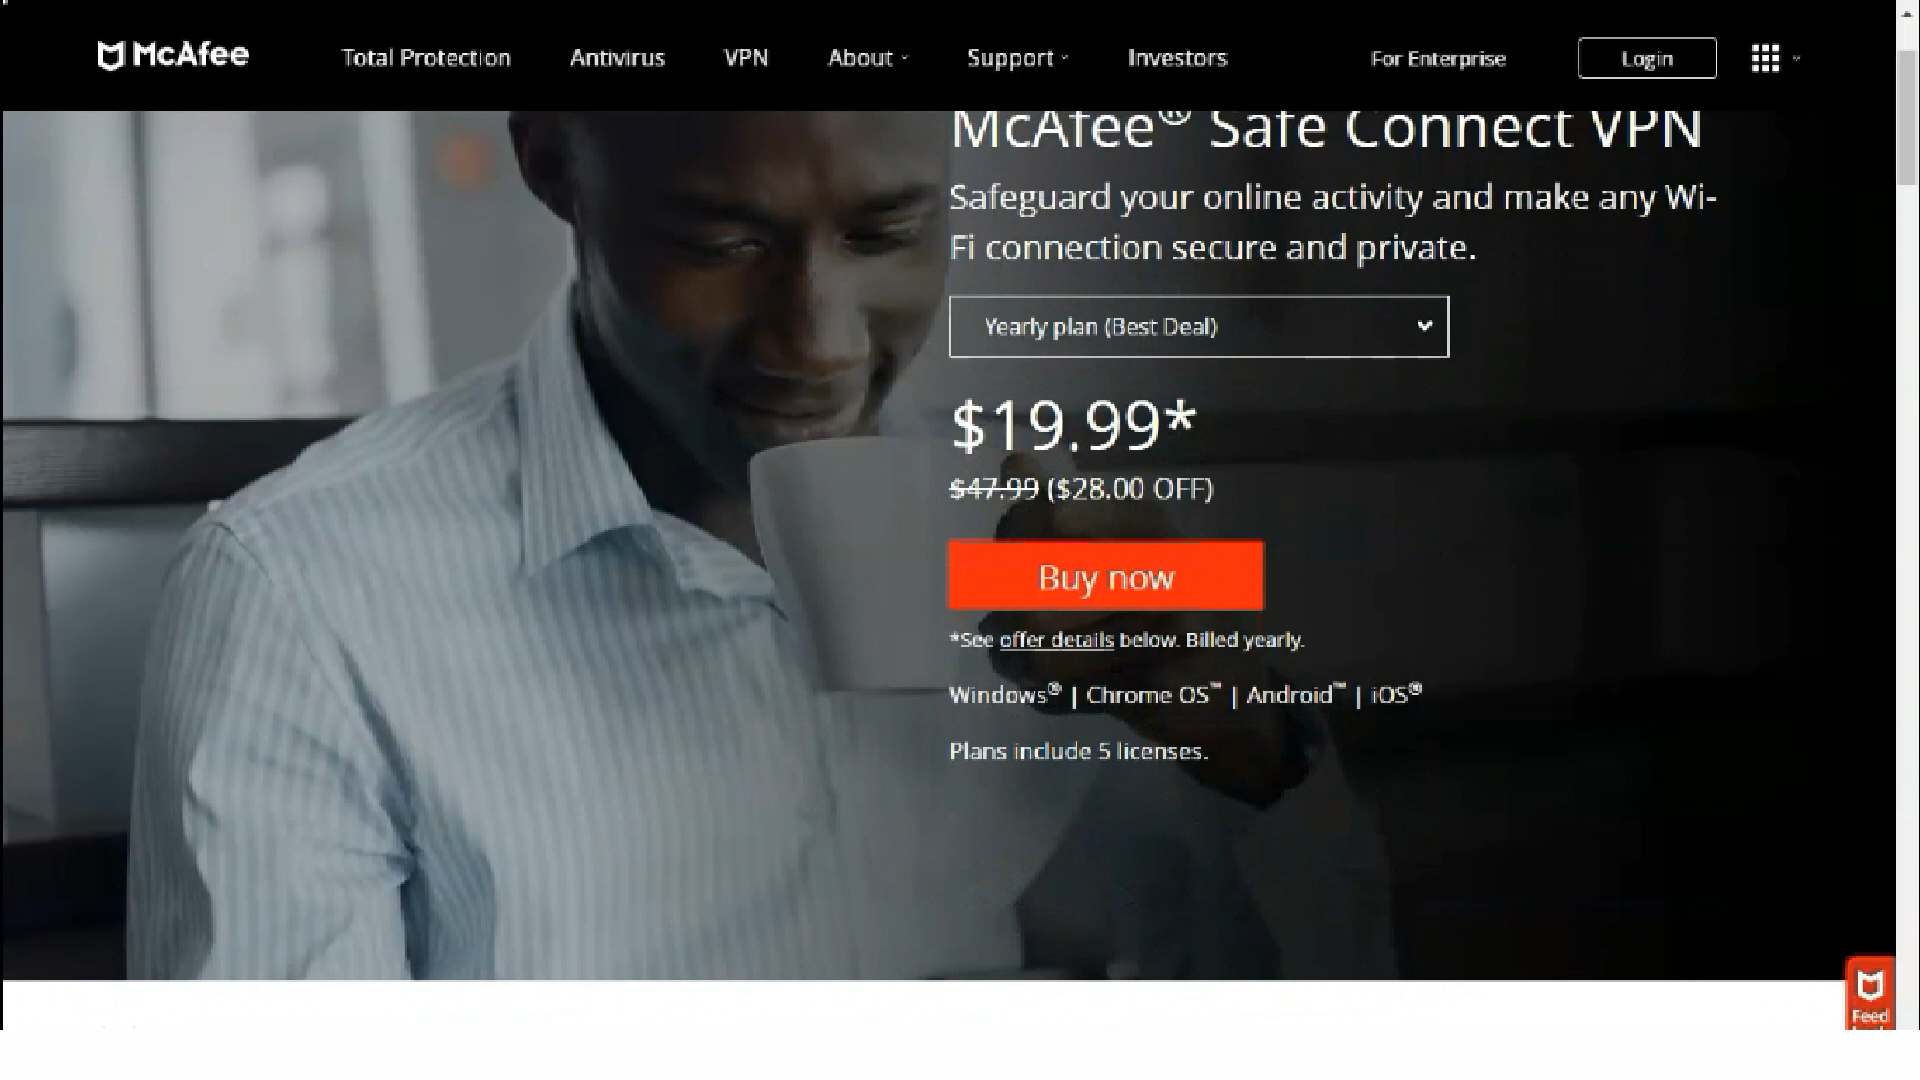 McAfee
Total Protection
Antivirus
VPN
About
Support
Investors
For Enterprise
Login
McAfee® Safe Connect VPN
Safeguard your online activity and make any Wi-
Fi connection secure and private.
Yearly plan (Best Deal)
$19.99*
$47.99 ($28.00 OFF)
Buy now
*See offer details below. Billed yearly.
Windows® | Chrome OS™ | Android™ | iOS®
Plans include 5 licenses.
Feed